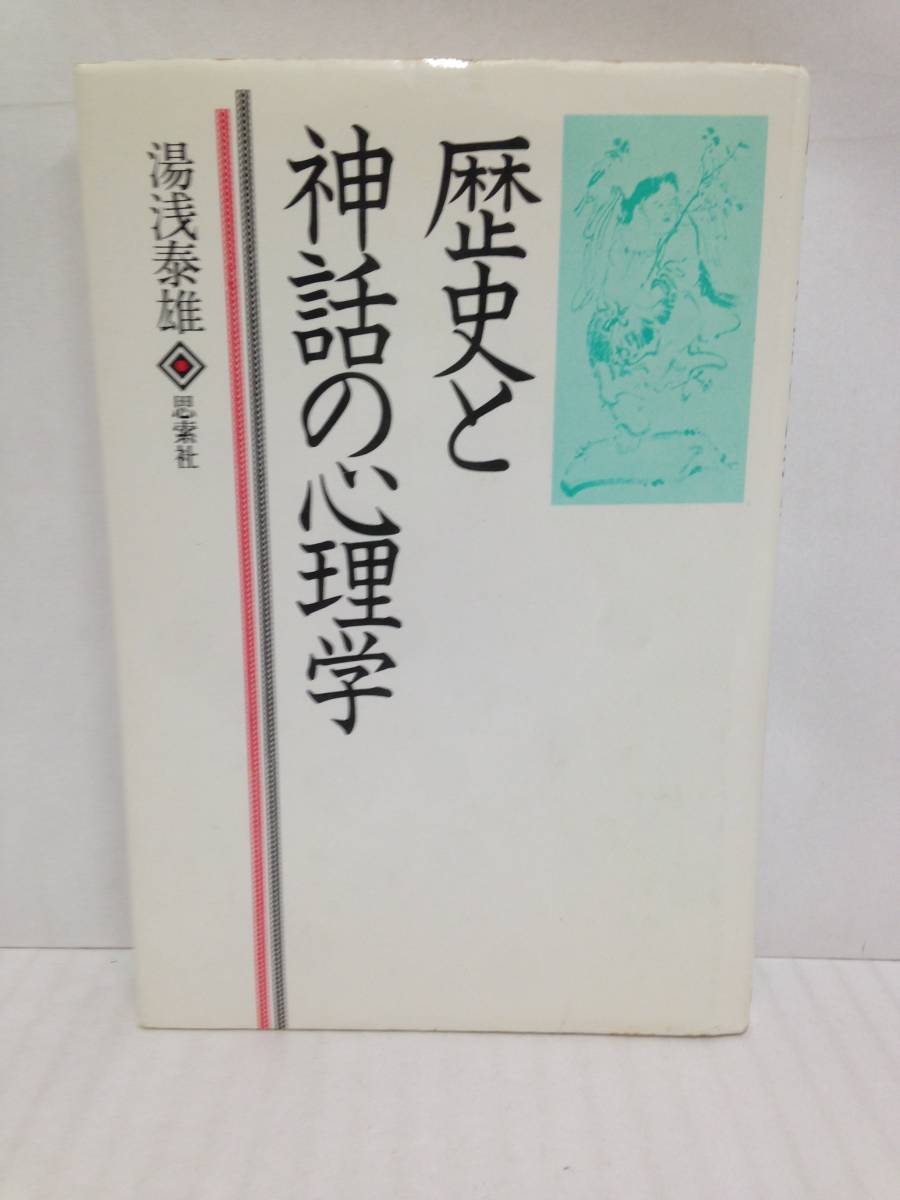 歴史と
神話の心理学
湯浅泰雄
思索社